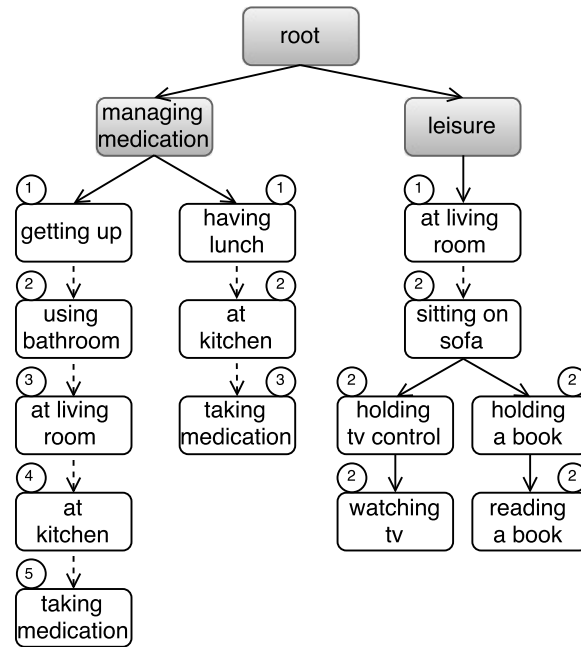 root
managing
medication
leisure
1
getting up
1
having
lunch
1
at living
room
2
using
bathroom
2
at
kitchen
2
sitting on
sofa
3
at living
room
3
taking
medication
2
holding
tv control
2
holding
a book
4
at
kitchen
2
watching
tv
2
reading
a book
5
taking
medication